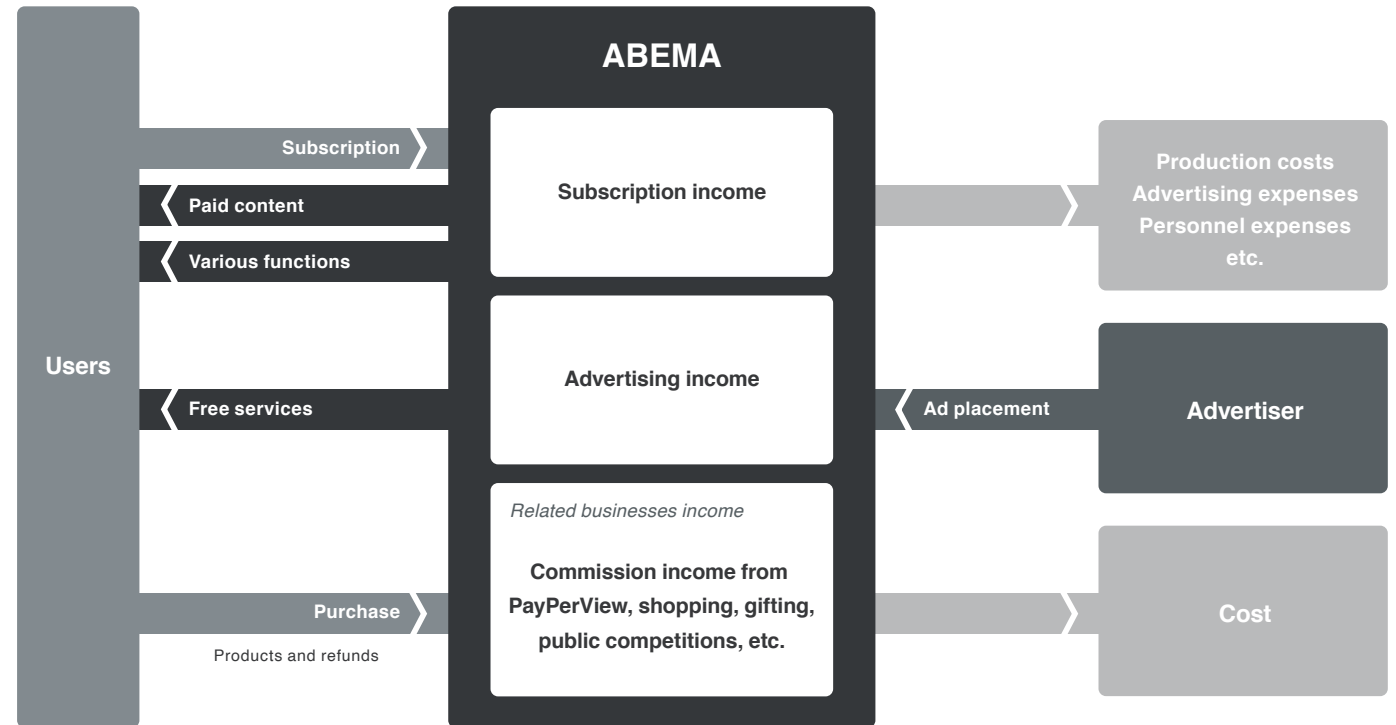 ABEMA
Users
Subscription
Paid content
Various functions
Subscription income
Production costs
Advertising expenses
Personnel expenses
etc.
Free services
Advertising income
Ad placement
Advertiser
Purchase
Products and refunds
Related businesses income
Commission income from
PayPerView, shopping, gifting,
public competitions, etc.
Cost